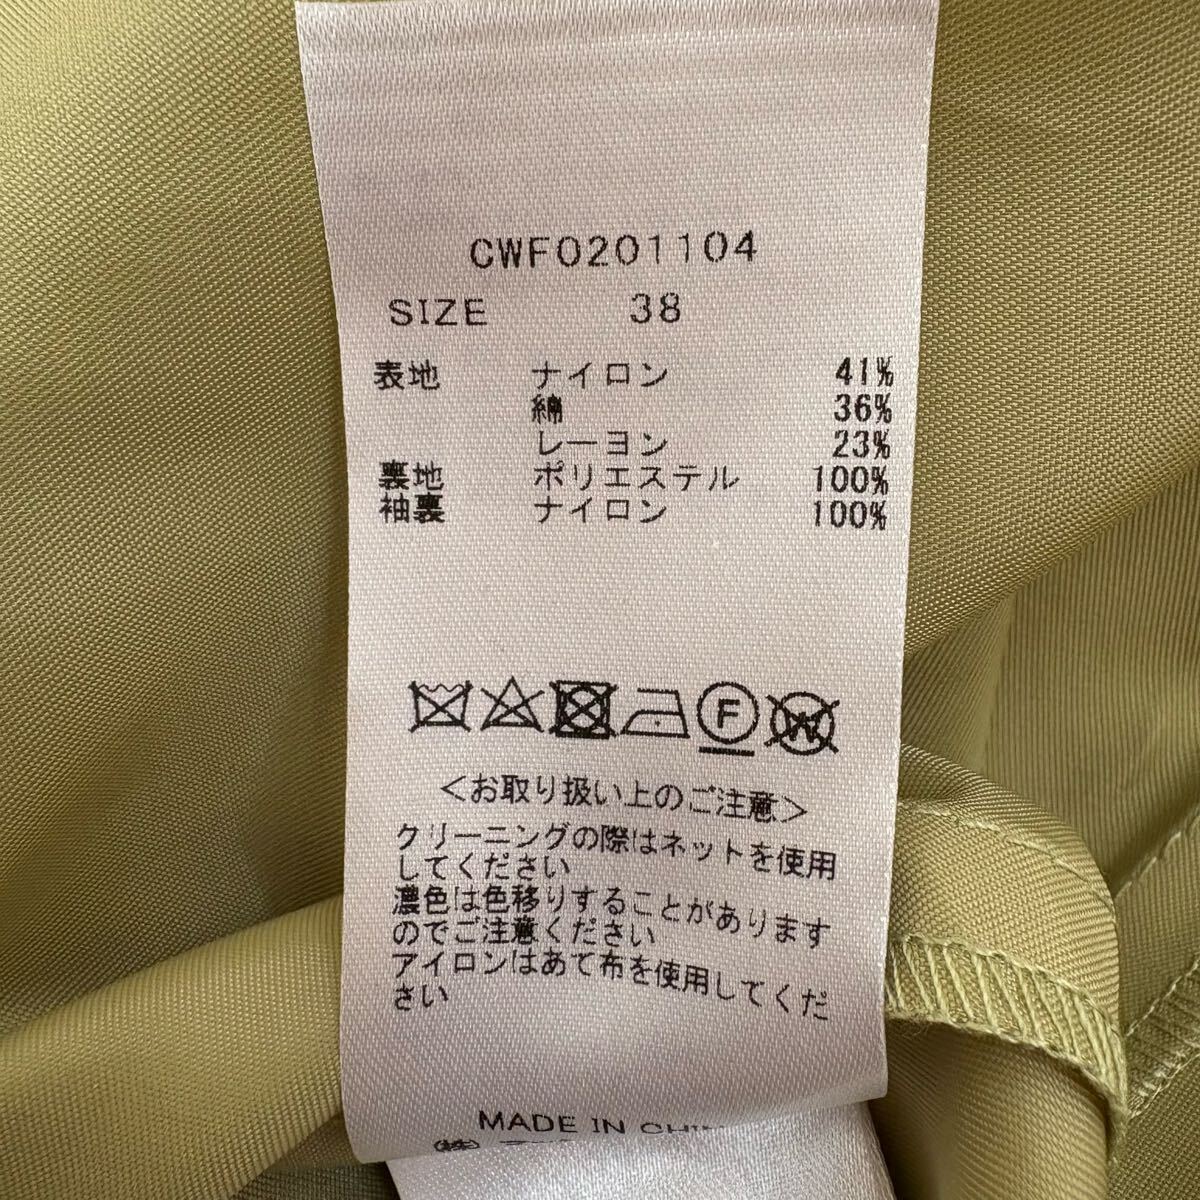 CWF0201104
SIZE 38
表地 ナイロン 41%
綿 36%
レーヨン 23%
裏地 ポリエステル 100%
袖裏 ナイロン 100%
F W
<お取り扱い上のご注意>
クリーニングの際はネットを使用
してください
濃色は色移りすることがあります
のでご注意ください
アイロンはあて布を使用してくだ
さい
MADE IN CHIN
㈱